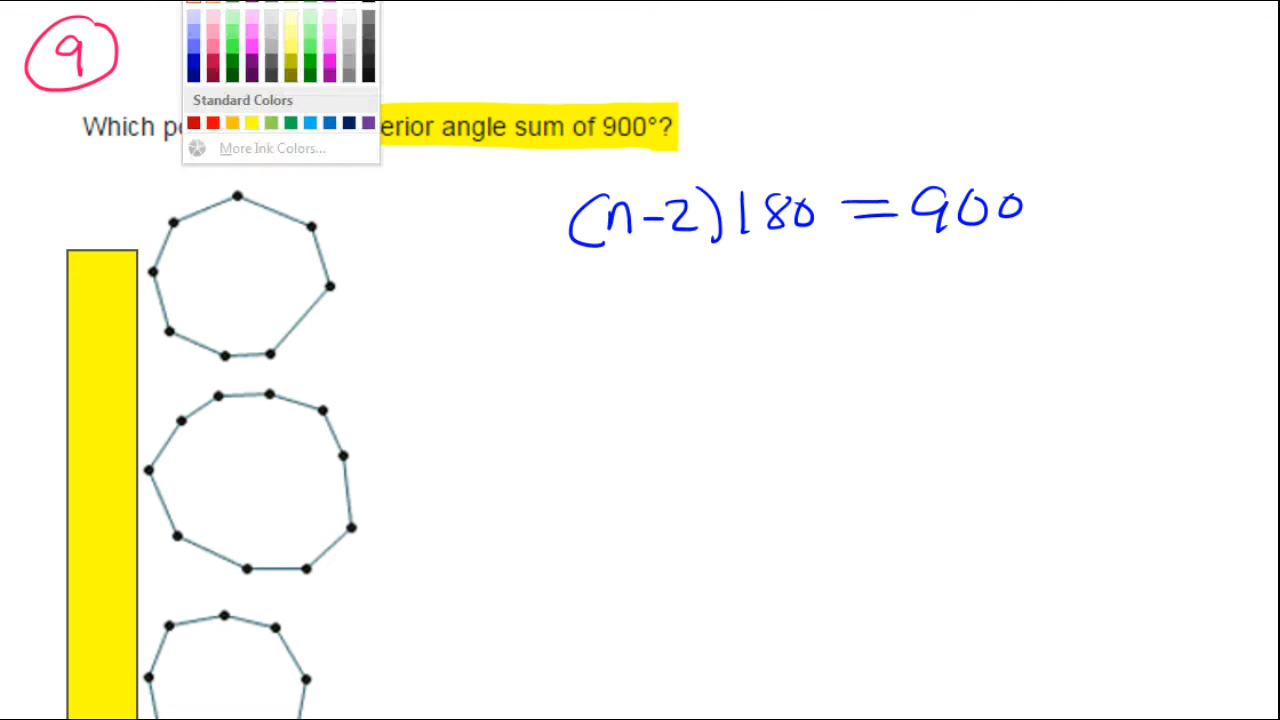 9
Standard Colors
Which erior angle sum of 900°?
More Ink Colors...
(n-2)180 = 900